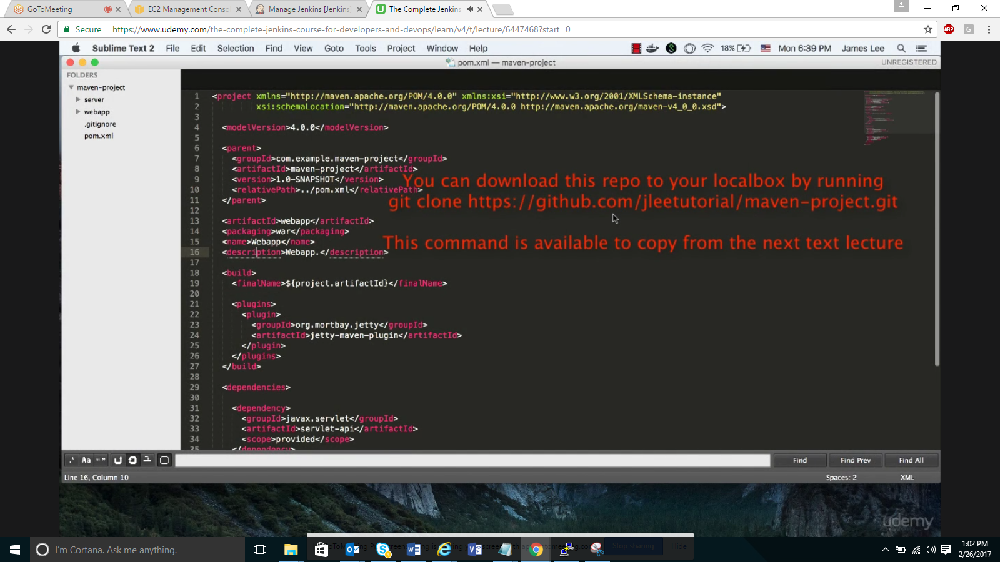 GoToMeeting
EC2 Management Conso
Manage Jenkins [Jenkins]
The Complete Jenkins
Secure
https://www.udemy.com/the-complete-jenkins-course-for-developers-and-devops/learn/v4/t/lecture/6447468?start=0
ABP
G
Sublime Text 2 File Edit Selection Find View Goto Tools Project Window Help
18% Mon 6:39 PM James Lee
pom.xml — maven-project
UNREGISTERED
FOLDERS
maven-project
server
webapp
.gitignore
pom.xml
1 <project xmlns="http://maven.apache.org/POM/4.0.0" xmlns:xsi="http://www.w3.org/2001/XMLSchema-instance"
2 xsi:schemaLocation="http://maven.apache.org/POM/4.0.0 http://maven.apache.org/maven-v4_0_0.xsd">
3
4 <modelVersion>4.0.0</modelVersion>
5
6 <parent>
7 <groupId>com.example.maven-project</groupId>
8 <artifactId>maven-project</artifactId>
9 <version>1.0-SNAPSHOT</version>
10 <relativePath>../pom.xml</relativePath>
11 </parent>
12
13 <artifactId>webapp</artifactId>
14 <packaging>war</packaging>
15 <name>Webapp</name>
16 <description>Webapp.</description>
17
18 <build>
19 <finalName>${project.artifactId}</finalName>
20
21 <plugins>
22 <plugin>
23 <groupId>org.mortbay.jetty</groupId>
24 <artifactId>jetty-maven-plugin</artifactId>
25 </plugin>
26 </plugins>
27 </build>
28
29 <dependencies>
30
31 <dependency>
32 <groupId>javax.servlet</groupId>
33 <artifactId>servlet-api</artifactId>
34 <scope>provided</scope>
35 </dependency>
You can download this repo to your localbox by running
git clone https://github.com/jleetutorial/maven-project.git
This command is available to copy from the next text lecture
.* Aa “ ”
Find Find Prev Find All
Line 16, Column 10
Spaces: 2 XML
udemy
I'm Cortana. Ask me anything.
Stop sharing Hide
1:02 PM
2/26/2017